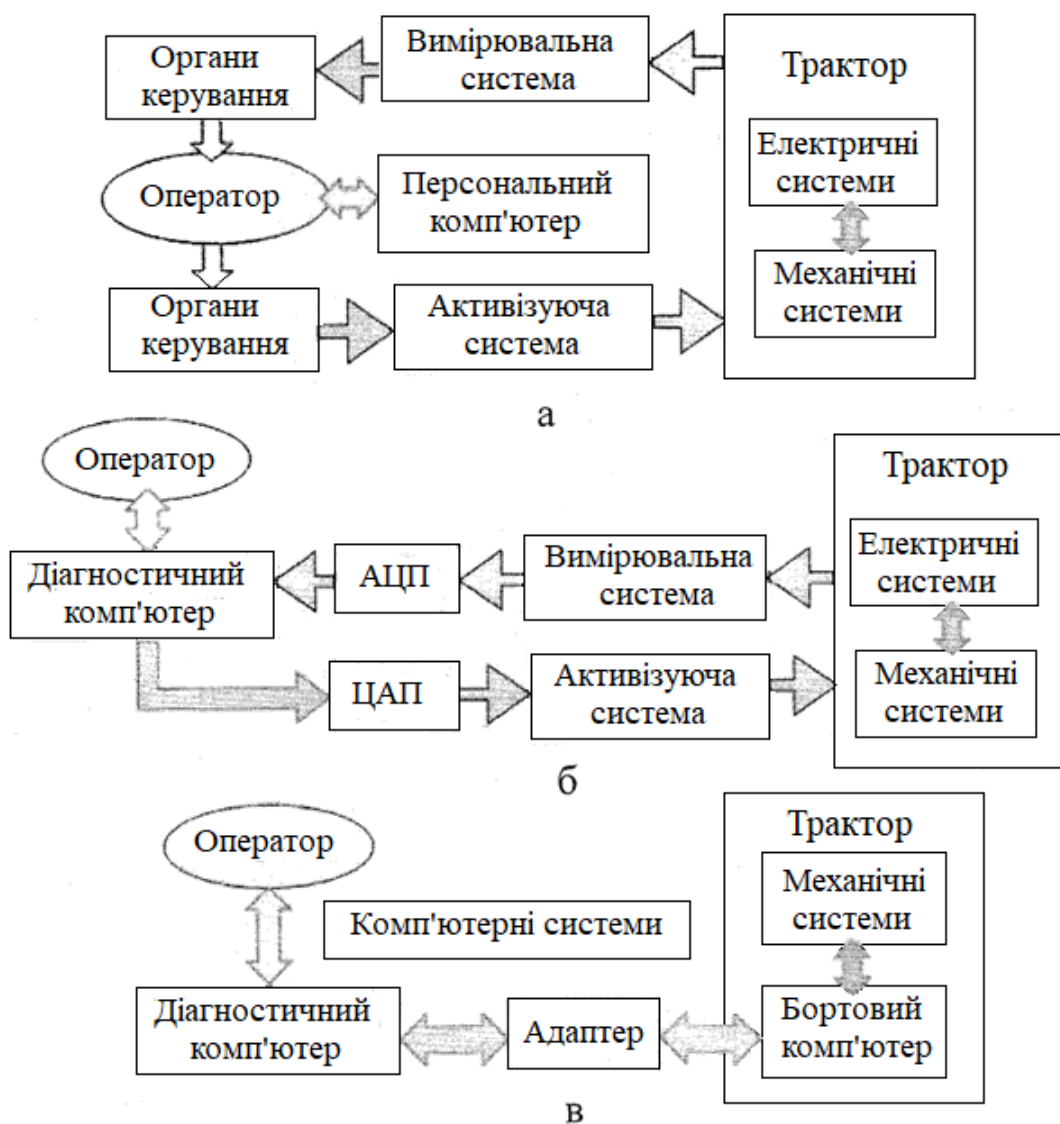 Органи
керування
Вимірювальна
система
Трактор
Електричні
системи
Механічні
системи
Оператор
Персональний
комп'ютер
Органи
керування
Активізуюча
система
а
Оператор
Діагностичний
комп'ютер
АЦП
Вимірювальна
система
Трактор
Електричні
системи
Механічні
системи
ЦАП
Активізуюча
система
б
Оператор
Комп'ютерні системи
Діагностичний
комп'ютер
Адаптер
Трактор
Механічні
системи
Бортовий
комп'ютер
в